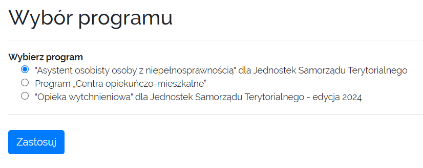 Wybór programu
Wybierz program
"Asystent osobisty osoby z niepełnosprawnością" dla Jednostek Samorządu Terytorialnego
Program „Centra opiekuńczo-mieszkalne”
"Opieka wytchnieniowa" dla Jednostek Samorządu Terytorialnego - edycja 2024
Zastosuj